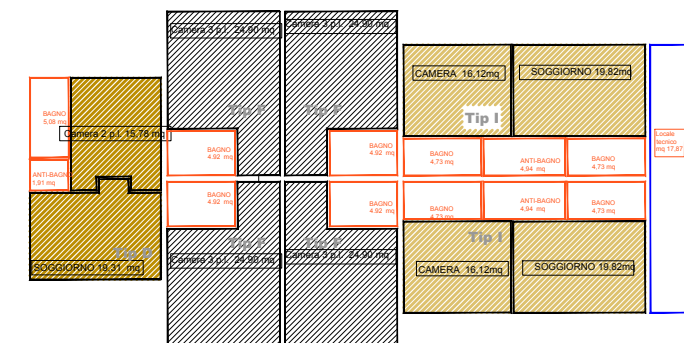 Camera 3 p.l. 24.90 mq
Camera 3 p.l. 24.90 mq
CAMERA 16,12mq
SOGGIORNO 19,82mq
BAGNO
5,08 mq
Camera 2 p.l. 15.78 mq
Tip I
BAGNO
4.92 mq
BAGNO
4.92 mq
BAGNO
4.73 mq
ANTI-BAGNO
4,94 mq
BAGNO
4.73 mq
Locale
tecnico
mq 17,87
ANTI-BAGNO
1,91 mq
BAGNO
4.92 mq
BAGNO
4.92 mq
BAGNO
4.73 mq
ANTI-BAGNO
4,94 mq
BAGNO
4.73 mq
Tip I
SOGGIORNO 19,31 mq
Camera 3 p.l. 24.90 mq
Camera 3 p.l. 24.90 mq
CAMERA 16,12mq
SOGGIORNO 19,82mq